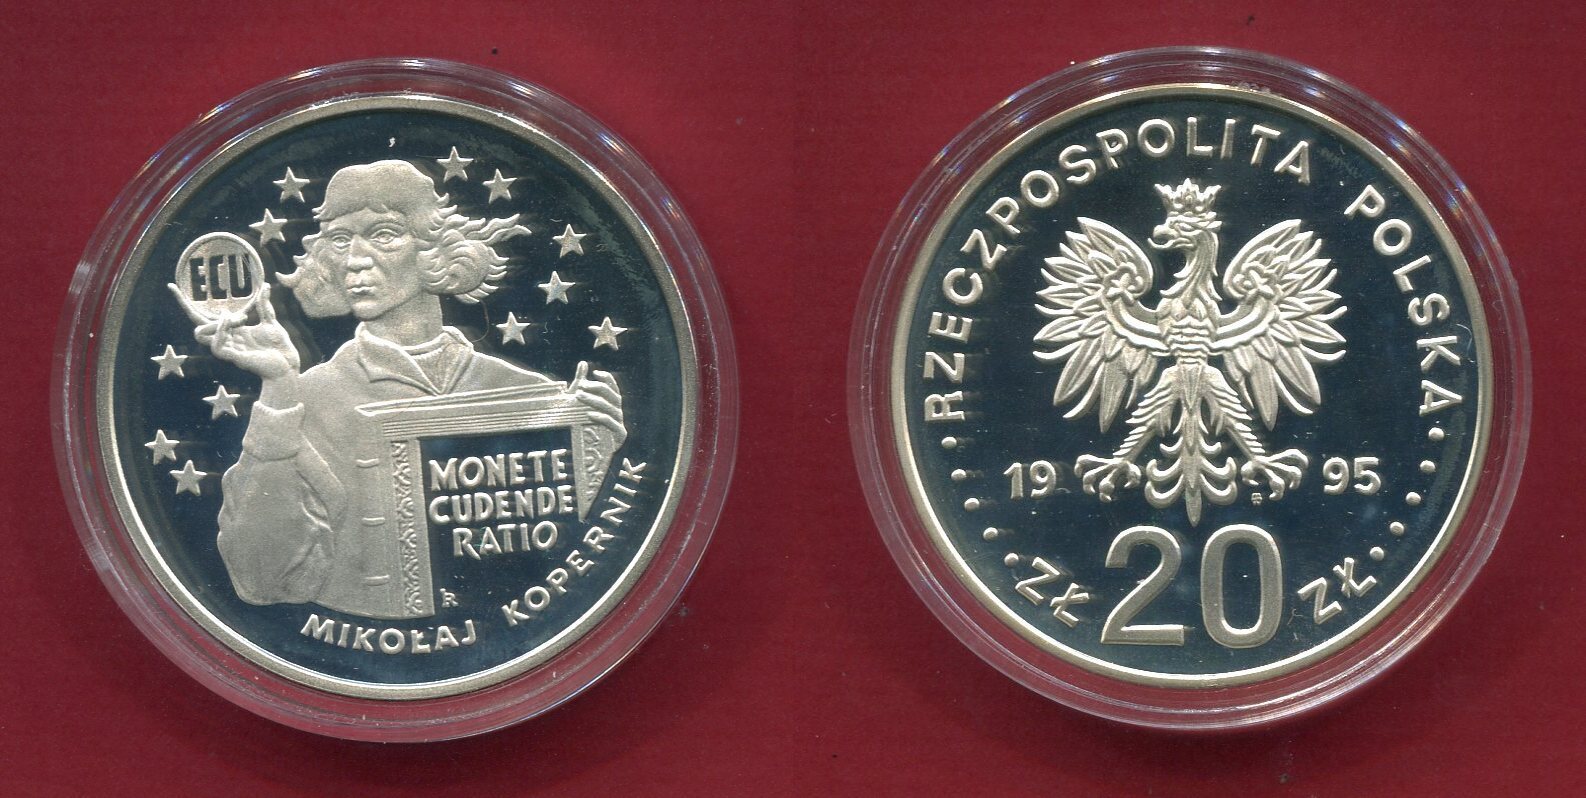 ECU
MONETE
CUDENDE
RATIO
MIKOŁAJ KOPERNIK
RZECZPOSPOLITA POLSKA
19 95
ZŁ 20 ZŁ